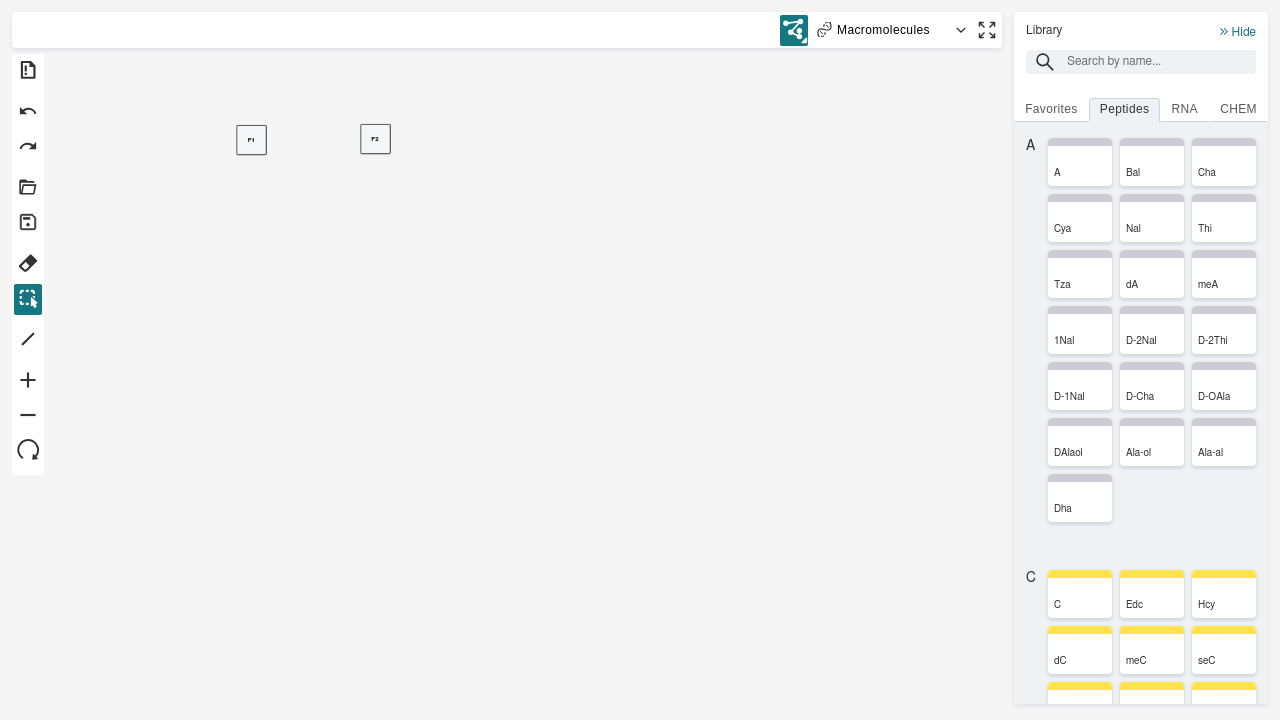 Macromolecules
Library
Hide
Search by name...
Favorites
Peptides
RNA
CHEM
F1
F2
A
A
Bal
Cha
Cya
Nal
Thi
Tza
dA
meA
1Nal
D-2Nal
D-2Thi
D-1Nal
D-Cha
D-OAla
DAlaol
Ala-ol
Ala-al
Dha
C
C
Edc
Hcy
dC
meC
seC